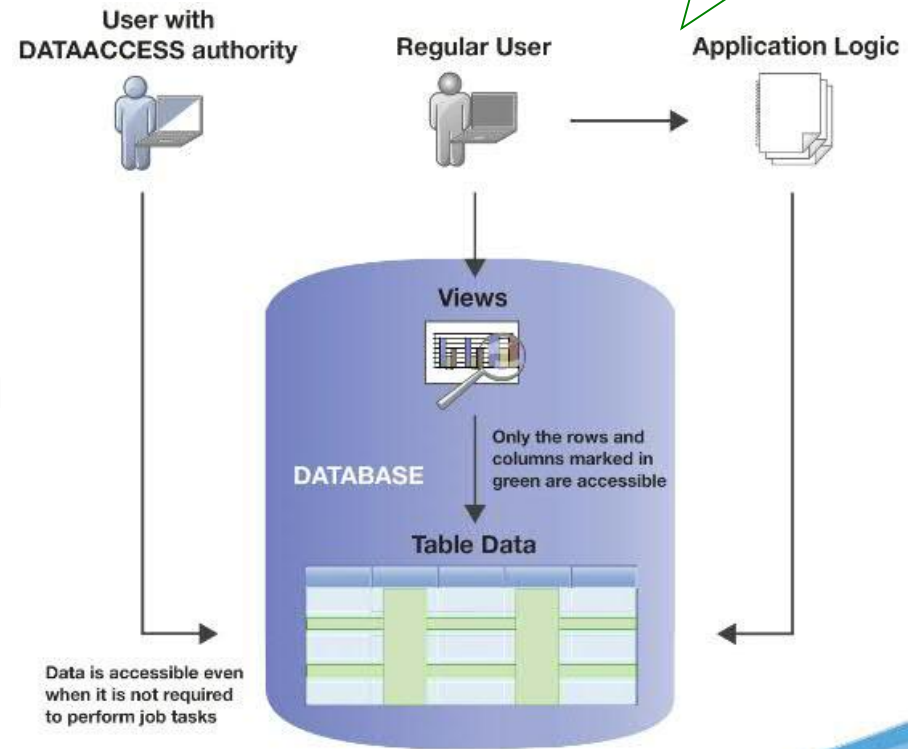 User with
DATAACCESS authority
Regular User
Application Logic
Views
Only the rows and
columns marked in
green are accessible
DATABASE
Table Data
Data is accessible even
when it is not required
to perform job tasks